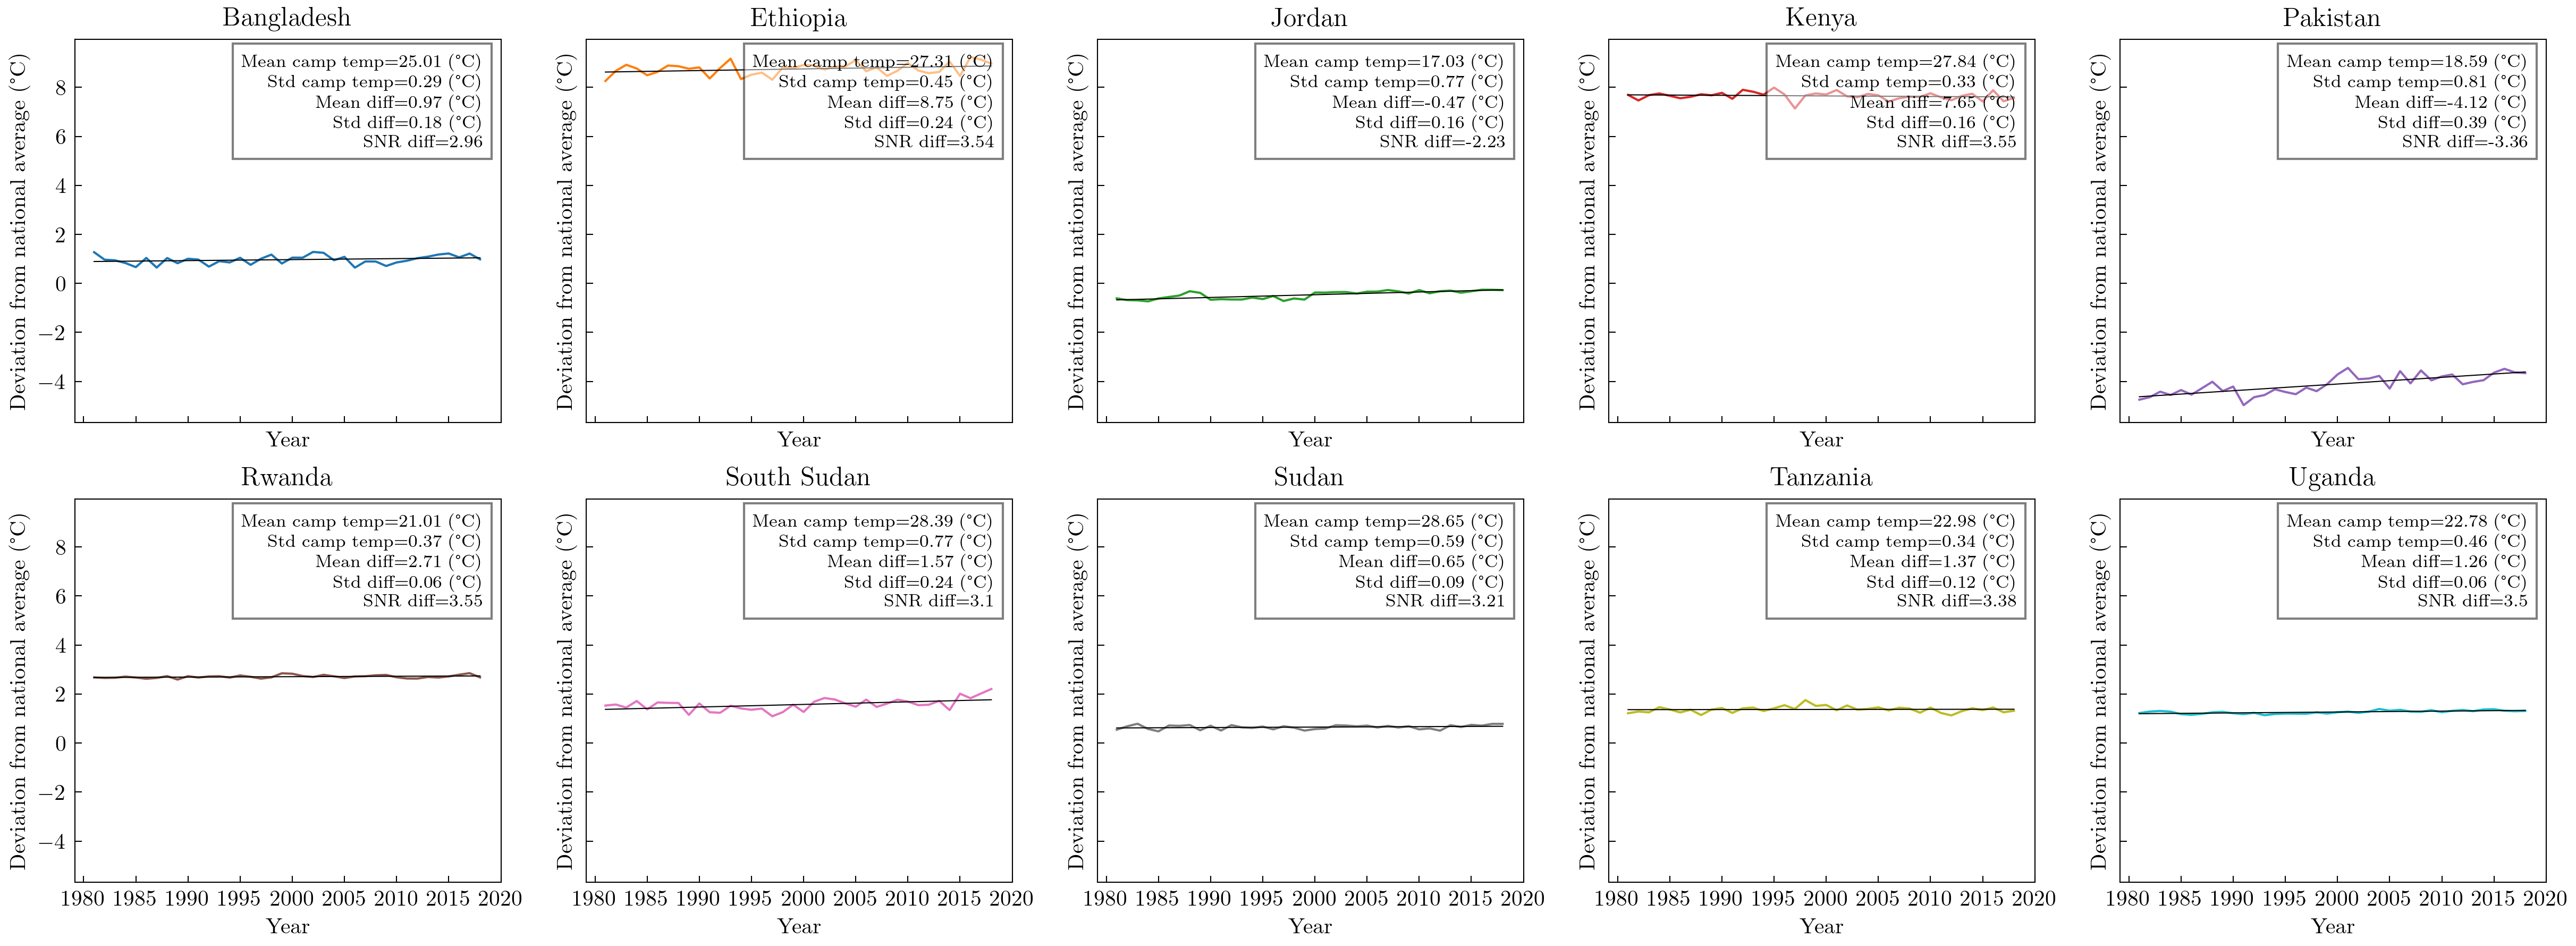 Bangladesh
Deviation from national average (°C)
8
6
4
2
0
−2
−4
Mean camp temp=25.01 (°C)
Std camp temp=0.29 (°C)
Mean diff=0.97 (°C)
Std diff=0.18 (°C)
SNR diff=2.96
Year
Ethiopia
Deviation from national average (°C)
Mean camp temp=27.31 (°C)
Std camp temp=0.45 (°C)
Mean diff=8.75 (°C)
Std diff=0.24 (°C)
SNR diff=3.54
Year
Jordan
Deviation from national average (°C)
Mean camp temp=17.03 (°C)
Std camp temp=0.77 (°C)
Mean diff=-0.47 (°C)
Std diff=0.16 (°C)
SNR diff=-2.23
Year
Kenya
Deviation from national average (°C)
Mean camp temp=27.84 (°C)
Std camp temp=0.33 (°C)
Mean diff=7.65 (°C)
Std diff=0.16 (°C)
SNR diff=3.55
Year
Pakistan
Deviation from national average (°C)
Mean camp temp=18.59 (°C)
Std camp temp=0.81 (°C)
Mean diff=-4.12 (°C)
Std diff=0.39 (°C)
SNR diff=-3.36
Year
Rwanda
Deviation from national average (°C)
8
6
4
2
0
−2
−4
Mean camp temp=21.01 (°C)
Std camp temp=0.37 (°C)
Mean diff=2.71 (°C)
Std diff=0.06 (°C)
SNR diff=3.55
1980 1985 1990 1995 2000 2005 2010 2015 2020
Year
South Sudan
Deviation from national average (°C)
Mean camp temp=28.39 (°C)
Std camp temp=0.77 (°C)
Mean diff=1.57 (°C)
Std diff=0.24 (°C)
SNR diff=3.1
1980 1985 1990 1995 2000 2005 2010 2015 2020
Year
Sudan
Deviation from national average (°C)
Mean camp temp=28.65 (°C)
Std camp temp=0.59 (°C)
Mean diff=0.65 (°C)
Std diff=0.09 (°C)
SNR diff=3.21
1980 1985 1990 1995 2000 2005 2010 2015 2020
Year
Tanzania
Deviation from national average (°C)
Mean camp temp=22.98 (°C)
Std camp temp=0.34 (°C)
Mean diff=1.37 (°C)
Std diff=0.12 (°C)
SNR diff=3.38
1980 1985 1990 1995 2000 2005 2010 2015 2020
Year
Uganda
Deviation from national average (°C)
Mean camp temp=22.78 (°C)
Std camp temp=0.46 (°C)
Mean diff=1.26 (°C)
Std diff=0.06 (°C)
SNR diff=3.5
1980 1985 1990 1995 2000 2005 2010 2015 2020
Year